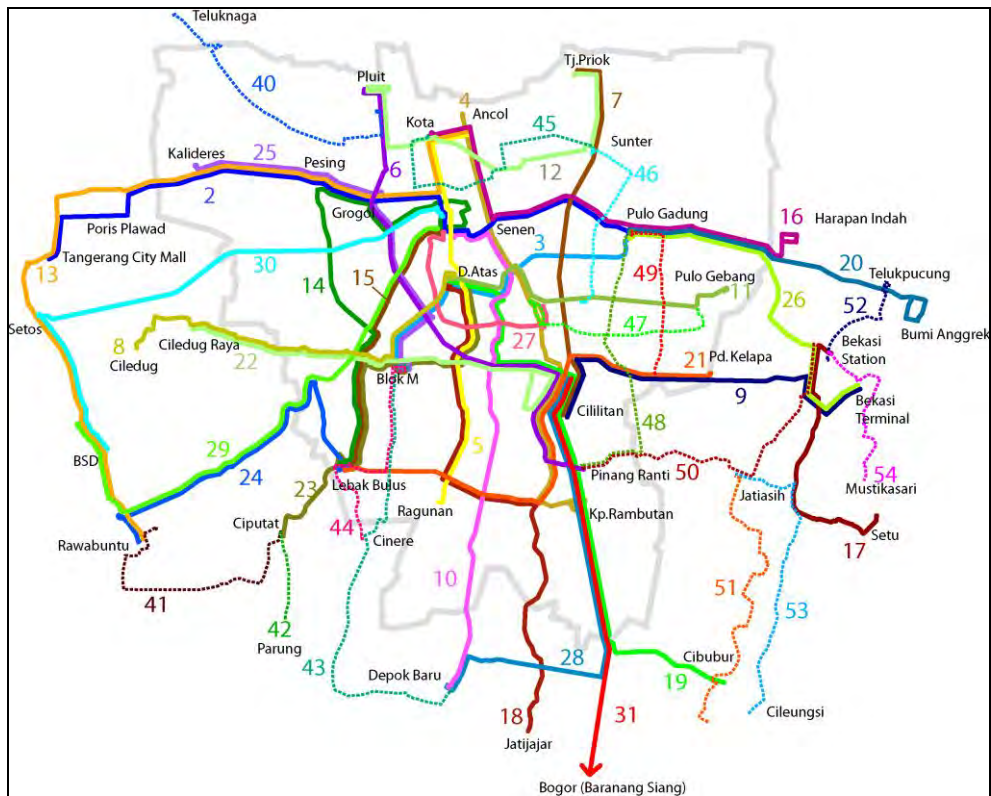 Teluknaga
40
Pluit
Tj.Priok
4
Ancol
7
Kota
45
Sunter
Kalideres
25
Pesing
6
12
46
2
Grogol
Pulo Gadung
16
Harapan Indah
Poris Plawad
Senen
3
Tangerang City Mall
13
30
15
D.Atas
49
Pulo Gebang
20
Telukpucung
14
11
26
52
Setos
47
Bumi Anggrek
8
Ciledug Raya
27
Bekasi
Station
Ciledug
22
Blok M
21
Pd.Kelapa
9
Cililitan
Bekasi
Terminal
48
29
5
BSD
24
23
Lebak Bulus
Pinang Ranti
50
54
Jatiasih
Mustikasari
Ragunan
Kp.Rambutan
Ciputat
44
Cinere
Setu
Rawabuntu
17
10
41
51
53
42
Parung
43
28
Cibubur
Depok Baru
19
18
31
Cileungsi
Jatijajar
Bogor (Baranang Siang)